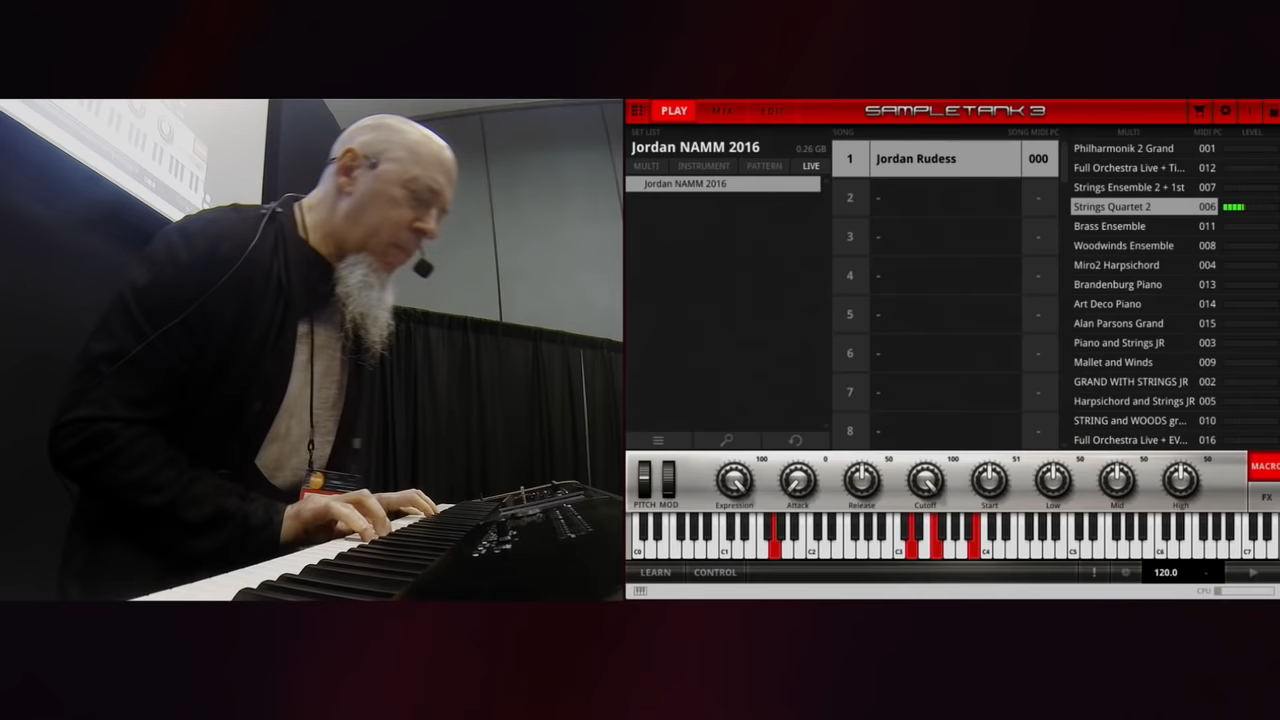 PLAY MIX EDIT SAMPLETANK 3
SET LIST
Jordan NAMM 2016 0.26 GB
MULTI INSTRUMENT PATTERN LIVE
Jordan NAMM 2016
SONG SONG MIDI PC
1 Jordan Rudess 000
2 - -
3 - -
4 - -
5 - -
6 - -
7 - -
8 - -
MULTI MIDI PC LEVEL
Philharmonik 2 Grand 001
Full Orchestra Live + Ti... 012
Strings Ensemble 2 + 1st 007
Strings Quartet 2 006
Brass Ensemble 011
Woodwinds Ensemble 008
Miro2 Harpsichord 004
Brandenburg Piano 013
Art Deco Piano 014
Alan Parsons Grand 015
Piano and Strings JR 003
Mallet and Winds 009
GRAND WITH STRINGS JR 002
Harpsichord and Strings JR 005
STRING and WOODS gr... 010
Full Orchestra Live + EV... 016
100 0 50 100 51 50 50 50
PITCH MOD Expression Attack Release Cutoff Start Low Mid High
MACRO
FX
C0 C1 C2 C3 C4 C5 C6 C7
LEARN CONTROL ! 120.0 -
CPU